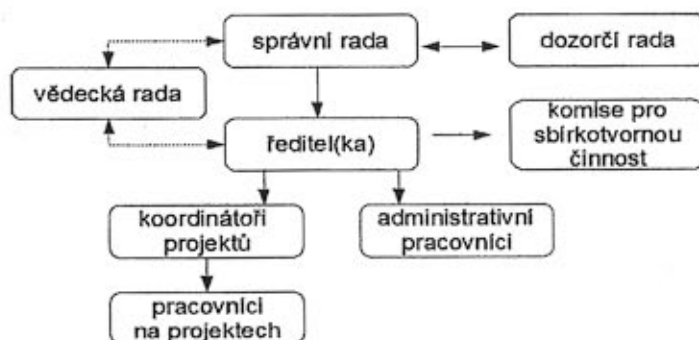 správní rada
dozorčí rada
vědecká rada
ředitel(ka)
komise pro
sbírkotvornou
činnost
koordinátoři
projektů
administrativní
pracovníci
pracovníci
na projektech